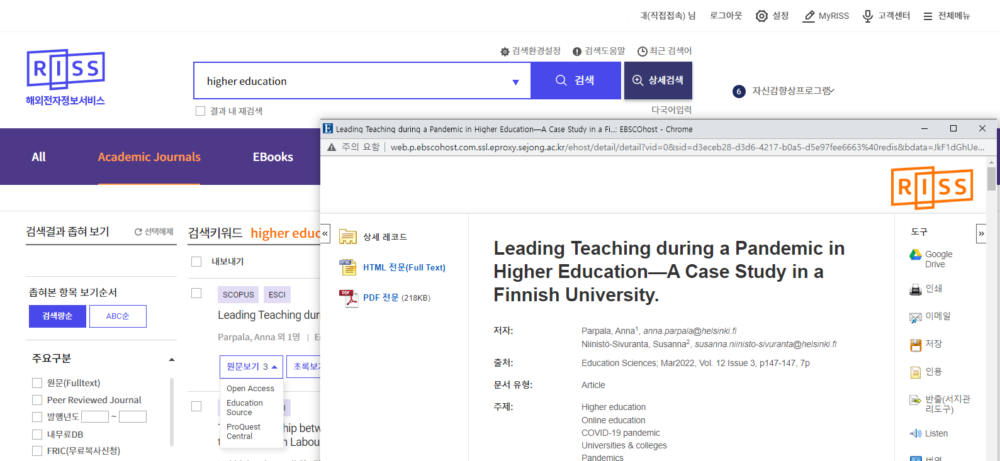 대(직접접속) 님
로그아웃
설정
MyRISS
고객센터
전체메뉴
RISS
해외전자정보서비스
검색환경설정
검색도움말
최근 검색어
higher education
검색
상세검색
6 자신감향상프로그램
결과 내 재검색
다국어입력
All
Academic Journals
EBooks
검색결과 좁혀 보기
선택해제
좁혀본 항목 보기순서
검색량순
ABC순
주요구분
원문(Fulltext)
Peer Reviewed Journal
발행년도 ~
내무료DB
FRIC(무료복사신청)
검색키워드 higher educ
내보내기
SCOPUS
ESCI
Leading Teaching dur
Parpala, Anna 외 1명
원문보기 3
초록보기
Open Access
Education
Source
ProQuest
Central
hip betw
Labou
Leading Teaching during a Pandemic in Higher Education—A Case Study in a Fi...: EBSCOhost - Chrome
주의 요함 | web.p.ebscohost.com.ssl.eproxy.sejong.ac.kr/ehost/detail/detail?vid=0&sid=d3eceb28-d3d6-4217-b0a5-d5e97fee6663%40redis&bdata=JkF1dGhUe...
RISS
«
상세 레코드
HTML 전문(Full Text)
PDF 전문 (218KB)
Leading Teaching during a Pandemic in
Higher Education—A Case Study in a
Finnish University.
저자:
Parpala, Anna1, anna.parpala@helsinki.fi
Niinistö-Sivuranta, Susanna2, susanna.niinisto-sivuranta@helsinki.fi
출처:
Education Sciences; Mar2022, Vol. 12 Issue 3, p147-147, 7p
문서 유형:
Article
주제:
Higher education
Online education
COVID-19 pandemic
Universities & colleges
Pandemics
도구
»
Google
Drive
인쇄
이메일
저장
인용
반출(서지관
리도구)
Listen
번역